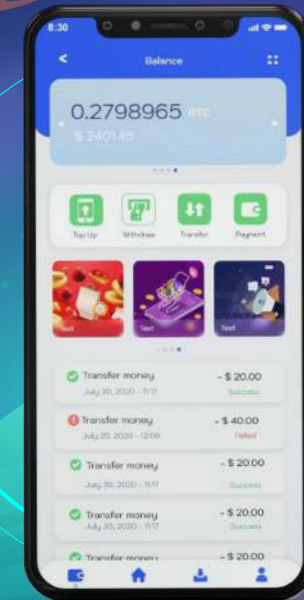 8:30
Balance
0.2798965 BTC
$ 2401.45
Top Up Withdraw Transfer Payment
Text Text Text
Transfer money - $ 20.00
July 30, 2020 - 11:17 Success
Transfer money - $ 40.00
July 25, 2020 - 12:08 Failed
Transfer money - $ 20.00
July 30, 2020 - 11:17 Success
Transfer money - $ 20.00
July 30, 2020 - 11:17 Success
Transfer money - $ 20.00